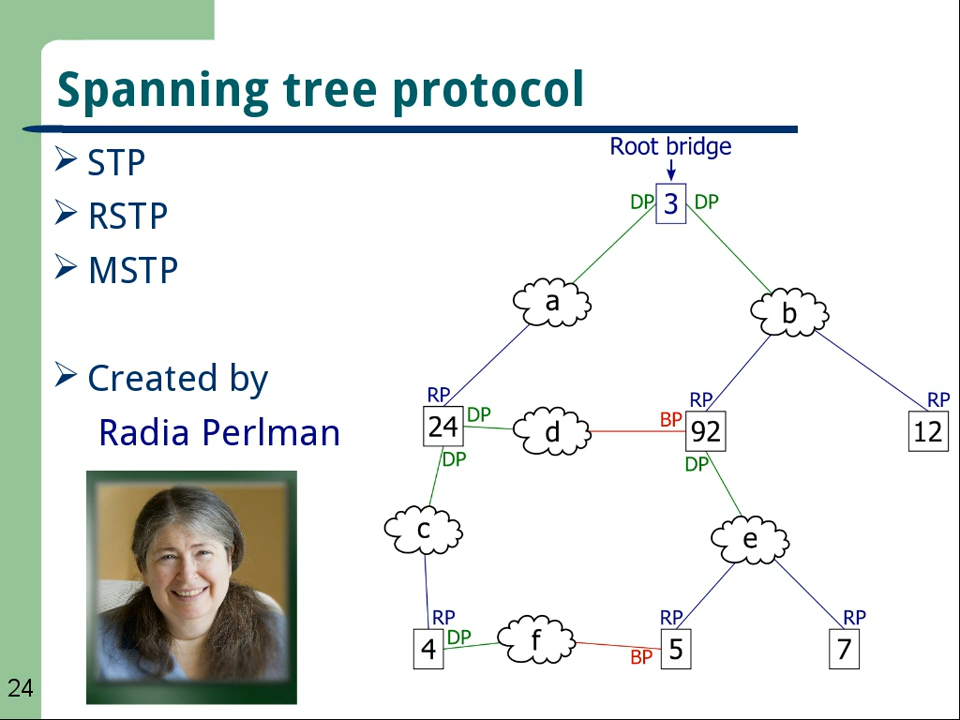 Spanning tree protocol
STP
RSTP
MSTP
Created by
Radia Perlman
Root bridge
DP 3 DP
a
b
RP
24
DP
DP
d
BP
RP
92
DP
RP
12
c
e
RP
4
DP
f
BP
RP
5
RP
7
24